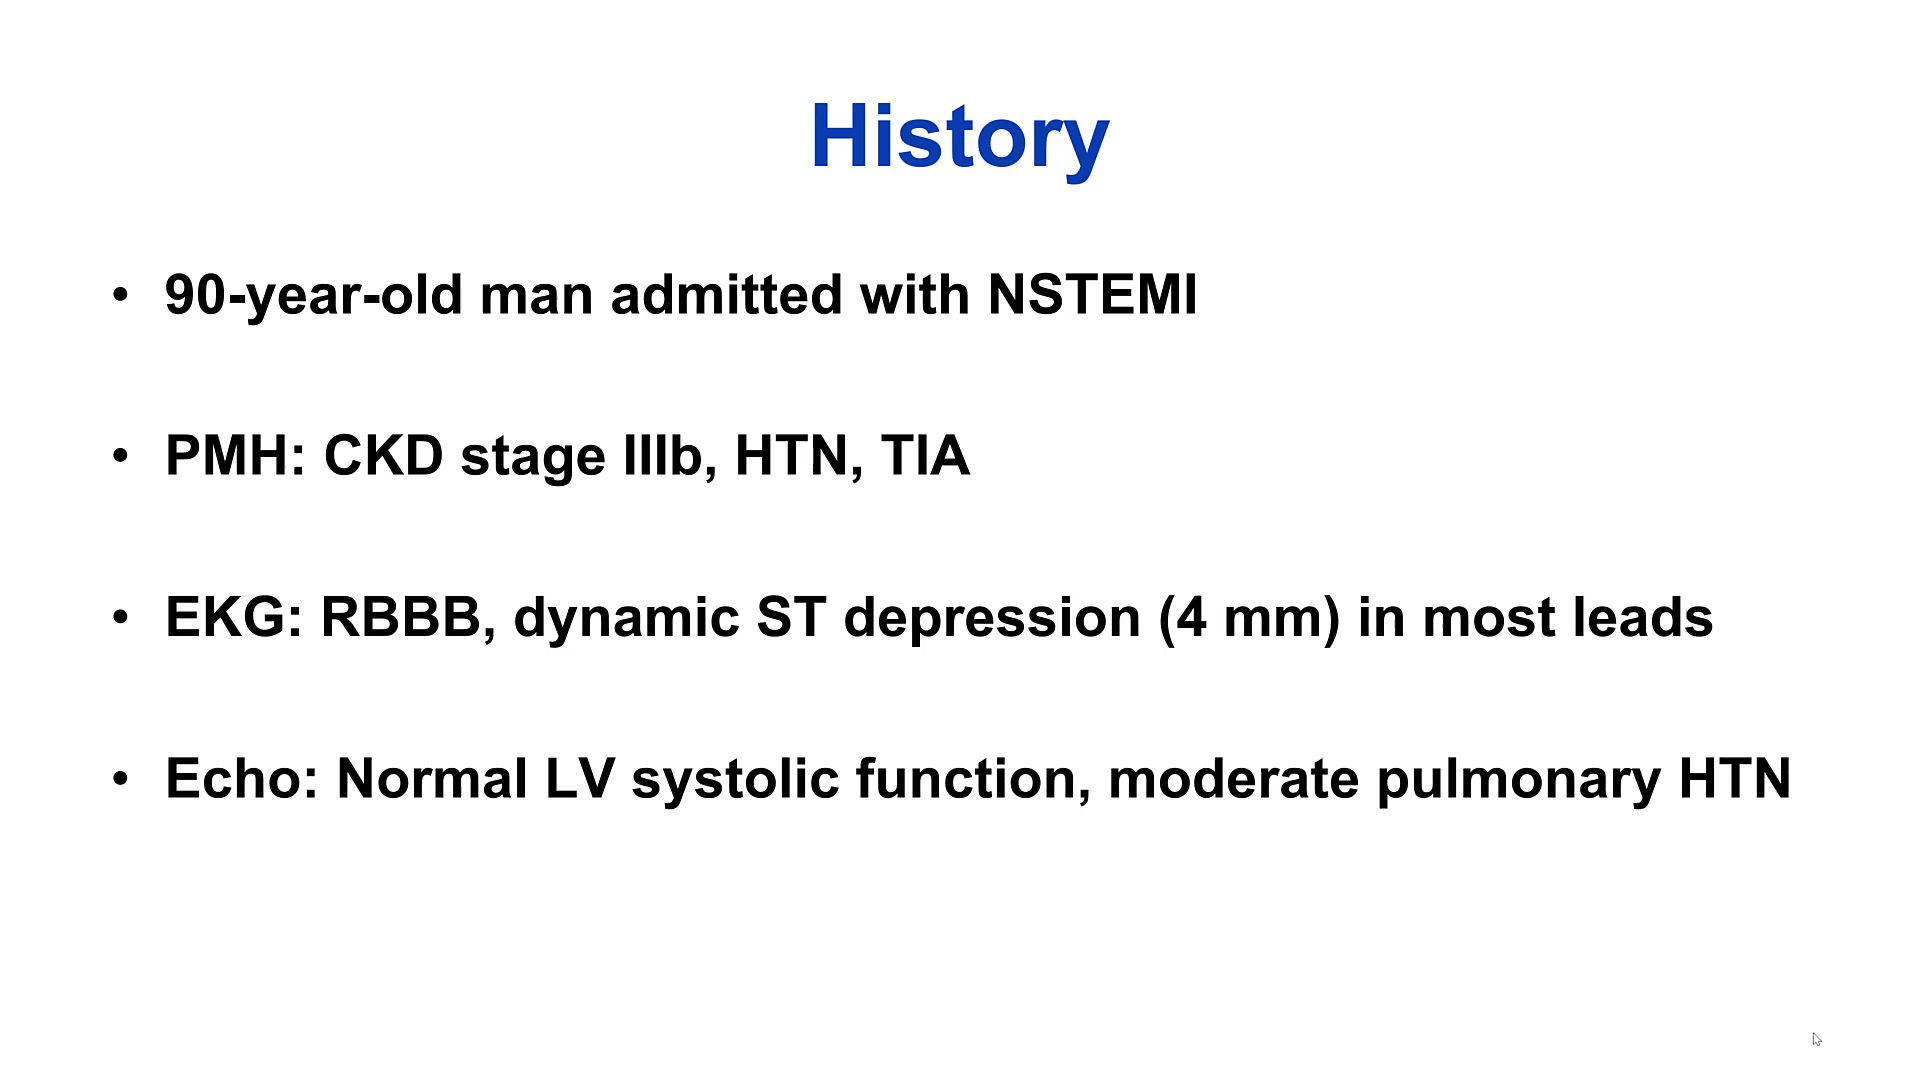 History
• 90-year-old man admitted with NSTEMI
• PMH: CKD stage IIIb, HTN, TIA
• EKG: RBBB, dynamic ST depression (4 mm) in most leads
• Echo: Normal LV systolic function, moderate pulmonary HTN